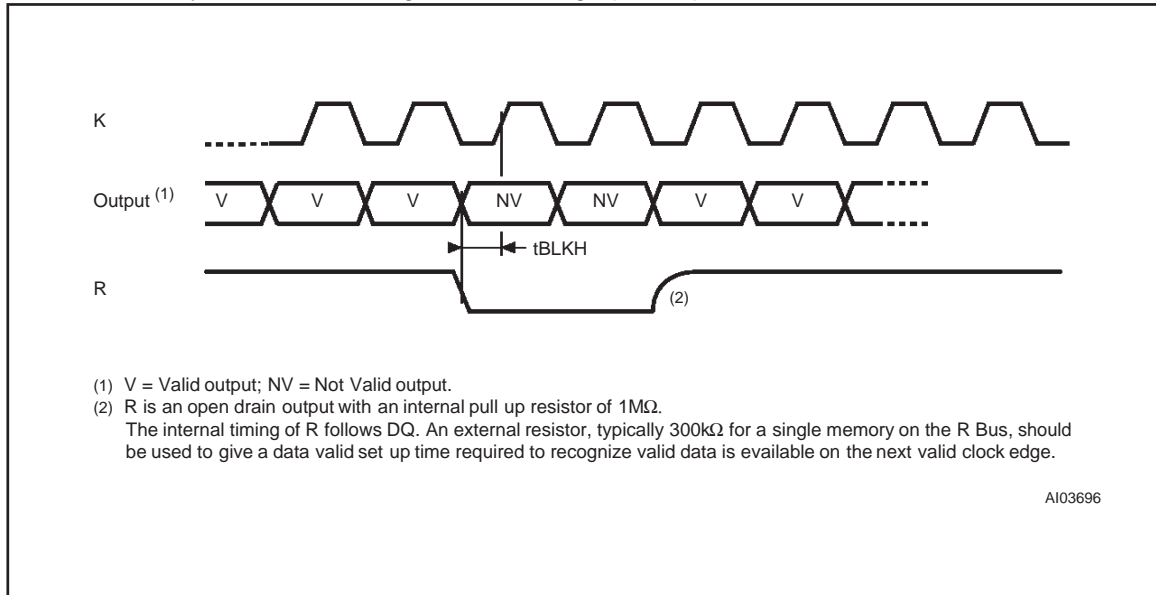 K
Output (1)
V V V NV NV V V
tBLKH
R
(2)
(1) V = Valid output; NV = Not Valid output.
(2) R is an open drain output with an internal pull up resistor of 1MΩ.
The internal timing of R follows DQ. An external resistor, typically 300kΩ for a single memory on the R Bus, should
be used to give a data valid set up time required to recognize valid data is evailable on the next valid clock edge.
AI03696